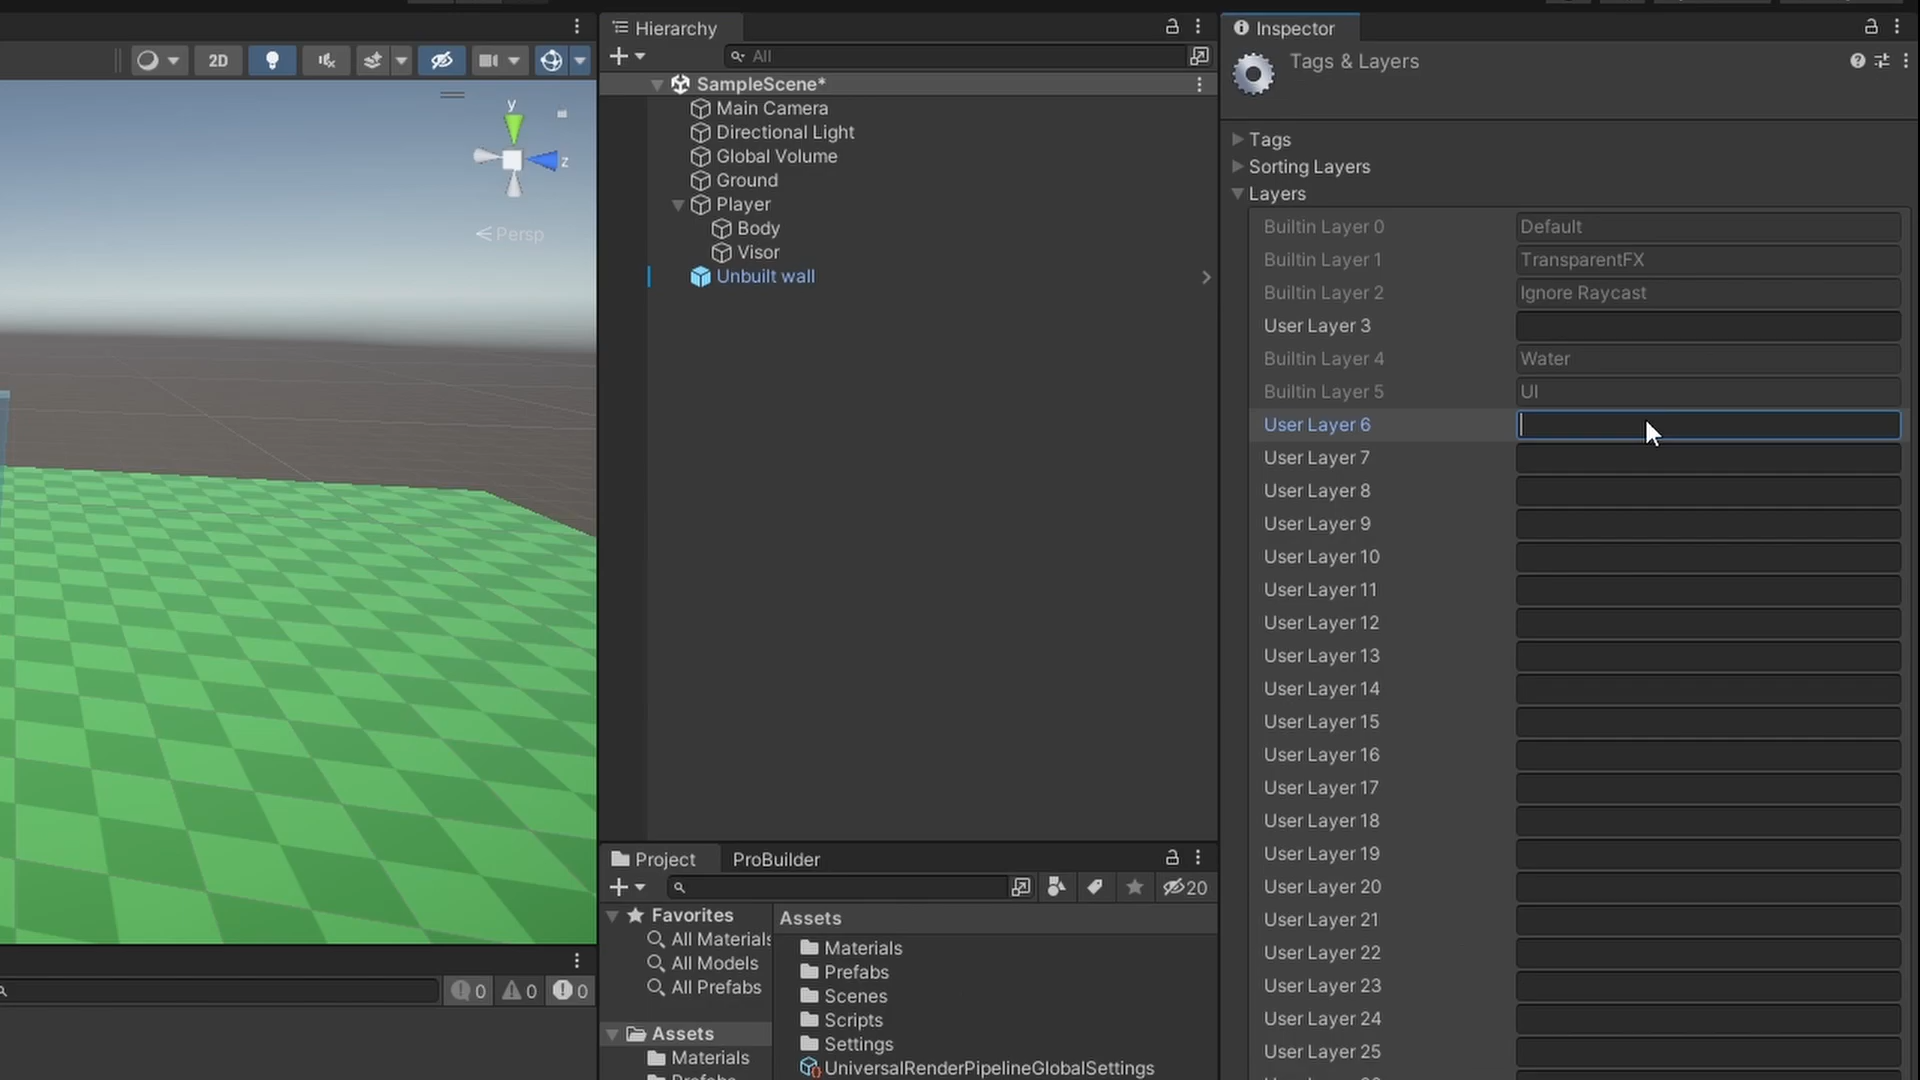 2D
y
z
Persp
0 0 0
Hierarchy
All
SampleScene*
Main Camera
Directional Light
Global Volume
Ground
Player
Body
Visor
Unbuilt wall
Project ProBuilder
20
Favorites
All Materials
All Models
All Prefabs
Assets
Materials
Assets
Materials
Prefabs
Scenes
Scripts
Settings
UniversalRenderPipelineGlobalSettings
Inspector
Tags & Layers
Tags
Sorting Layers
Layers
Builtin Layer 0 Default
Builtin Layer 1 TransparentFX
Builtin Layer 2 Ignore Raycast
User Layer 3
Builtin Layer 4 Water
Builtin Layer 5 UI
User Layer 6
User Layer 7
User Layer 8
User Layer 9
User Layer 10
User Layer 11
User Layer 12
User Layer 13
User Layer 14
User Layer 15
User Layer 16
User Layer 17
User Layer 18
User Layer 19
User Layer 20
User Layer 21
User Layer 22
User Layer 23
User Layer 24
User Layer 25